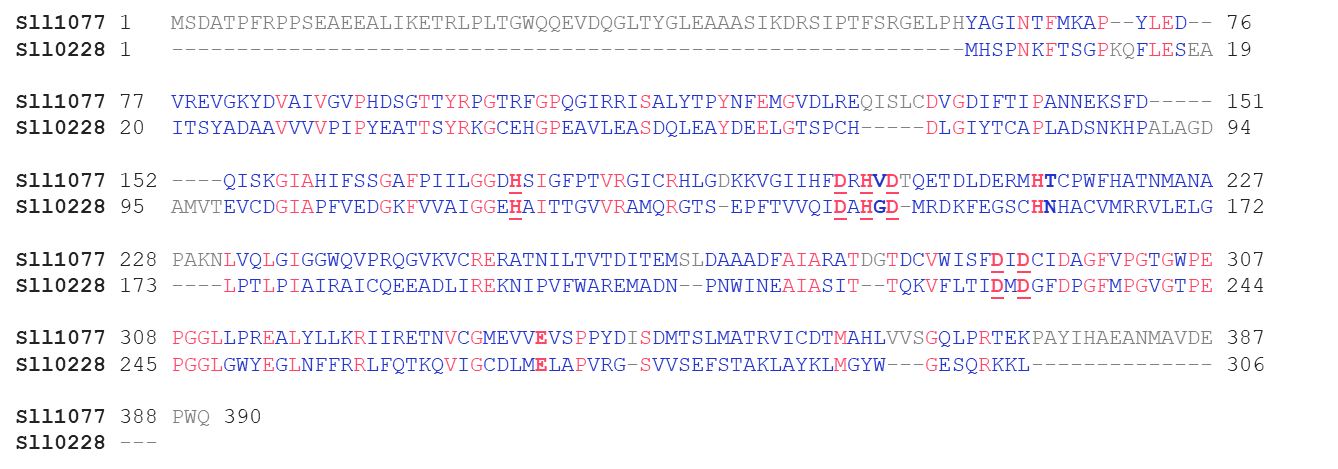 Sll1077 1 MSDATPFRPPSEAEEALIKETRLPLTGWQQEVDQGLTYGLEAAASIKDRSIPTFSRGELPHYAGINTFMKAP--YLED-- 76
Sll0228 1 -------------------------------------------------------------MHSPNKFTSGPKQFLESEA 19
Sll1077 77 VREVGKYDVAIVGVPHDSGTTYRPGTRFGPQGIRRISALYTPYNFEMGVDLREQISLCDVGDIFTIPANNEKSFD----- 151
Sll0228 20 ITSYADAAVVVVPIPYEATTSYRKGCEHGPEAVLEASDQLEAYDEELGTSPCH-----DLGIYTCAPLADSNKHPALAGD 94
Sll1077 152 ----QISKGIAHIFSSGAFPIILGGDHSIGFPTVRGICRHLGDKKVGIIHFDRHVDTQETDLDERMHTCPWFHATNMANA 227
Sll0228 95 AMVTEVCDGIAPFVEDGKFVVAIGGEHAITTGVVRAMQRGTS-EPFTVVQIDAHGD-MRDKFEGSCHNHACVMRRVLELG 172
Sll1077 228 PAKNLVQLGIGGWQVPRQGVKVCRERATNILTVTDITEMSLDAAADFAIARATDGTDCVWISFDIDCIDAGFVPGTGWPE 307
Sll0228 173 ----LPTLPIAIRAICQEEADLIREKNIPVFWAREMADN--PNWINEAIASIT--TQKVFLTIDMDGFDPGFMPGVGTPE 244
Sll1077 308 PGGLLPREALYLLKRIIRETNVCGMEVVEVSPPYDISDMTSLMATRVICDTMAHLVVSGQLPRTEKPAYIHAEANMAVDE 387
Sll0228 245 PGGLGWYEGLNFFRRLFQTKQVIGCDLMELAPVRG-SVVSEFSTAKLAYKLMGYW---GESQRKKL-------------- 306
Sll1077 388 PWQ 390
Sll0228 ---